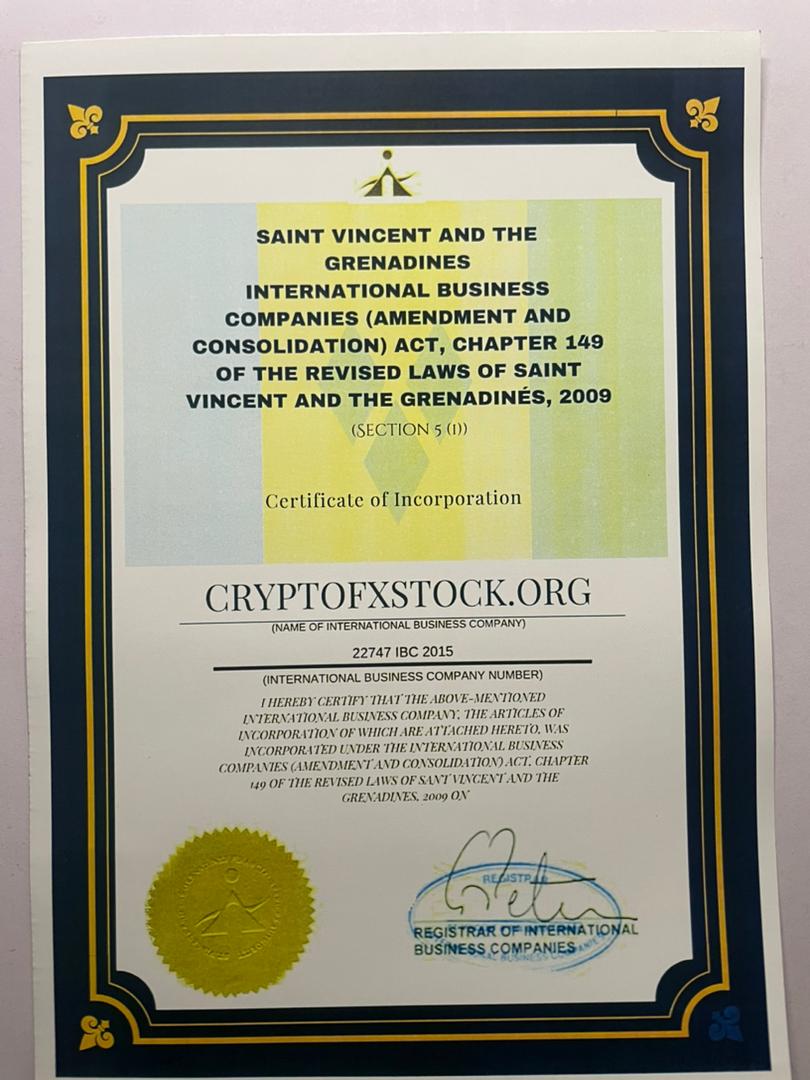 SAINT VINCENT AND THE
GRENADINES
INTERNATIONAL BUSINESS
COMPANIES (AMENDMENT AND
CONSOLIDATION) ACT, CHAPTER 149
OF THE REVISED LAWS OF SAINT
VINCENT AND THE GRENADINÉS, 2009
(SECTION 5 (1))
Certificate of Incorporation
CRYPTOFXSTOCK.ORG
(NAME OF INTERNATIONAL BUSINESS COMPANY)
22747 IBC 2015
(INTERNATIONAL BUSINESS COMPANY NUMBER)
I HEREBY CERTIFY THAT THE ABOVE-MENTIONED
INTERNATIONAL BUSINESS COMPANY, THE ARTICLES OF
INCORPORATION OF WHICH ARE ATTACHED HERETO, WAS
INCORPORATED UNDER THE INTERNATIONAL BUSINESS
COMPANIES (AMENDMENT AND CONSOLIDATION) ACT, CHAPTER
149 OF THE REVISED LAWS OF SANT VINCENT AND THE
GRENADINES, 2009 ON
REGISTRAR
REGISTRAR OF INTERNATIONAL
BUSINESS COMPANIES